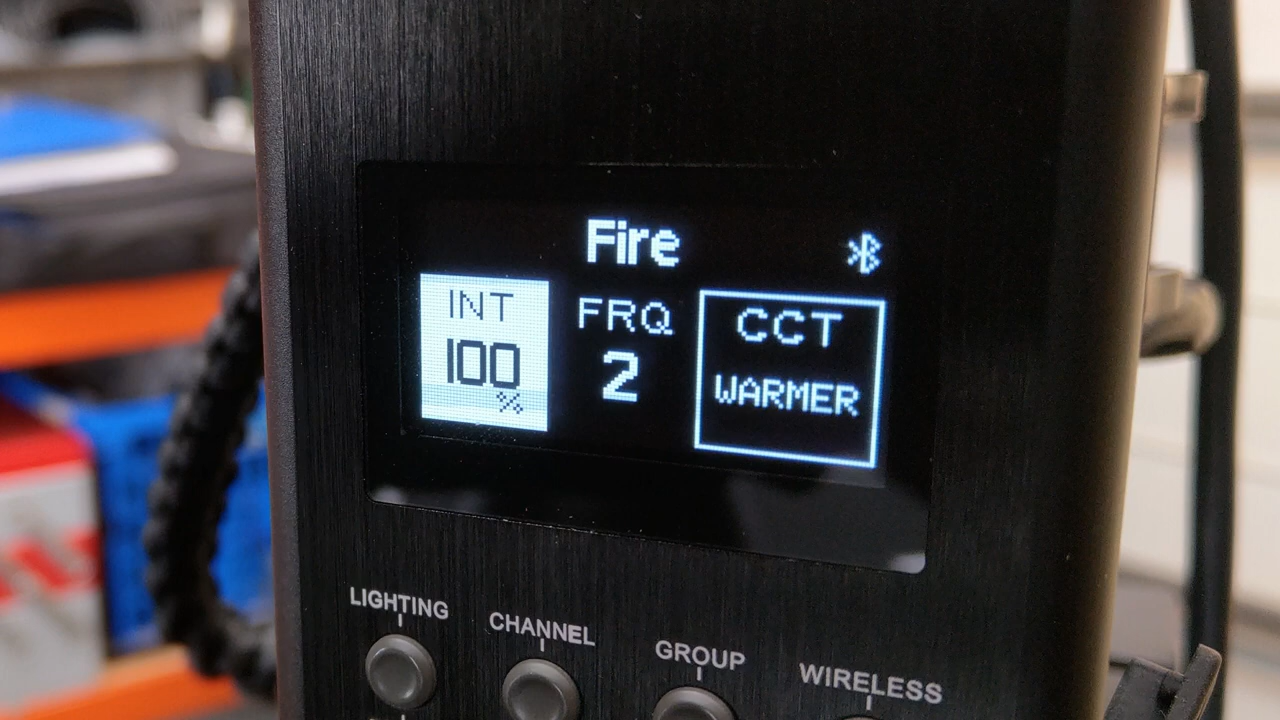 Fire
INT
100
%
FRQ
2
CCT
WARMER
LIGHTING
CHANNEL
GROUP
WIRELESS